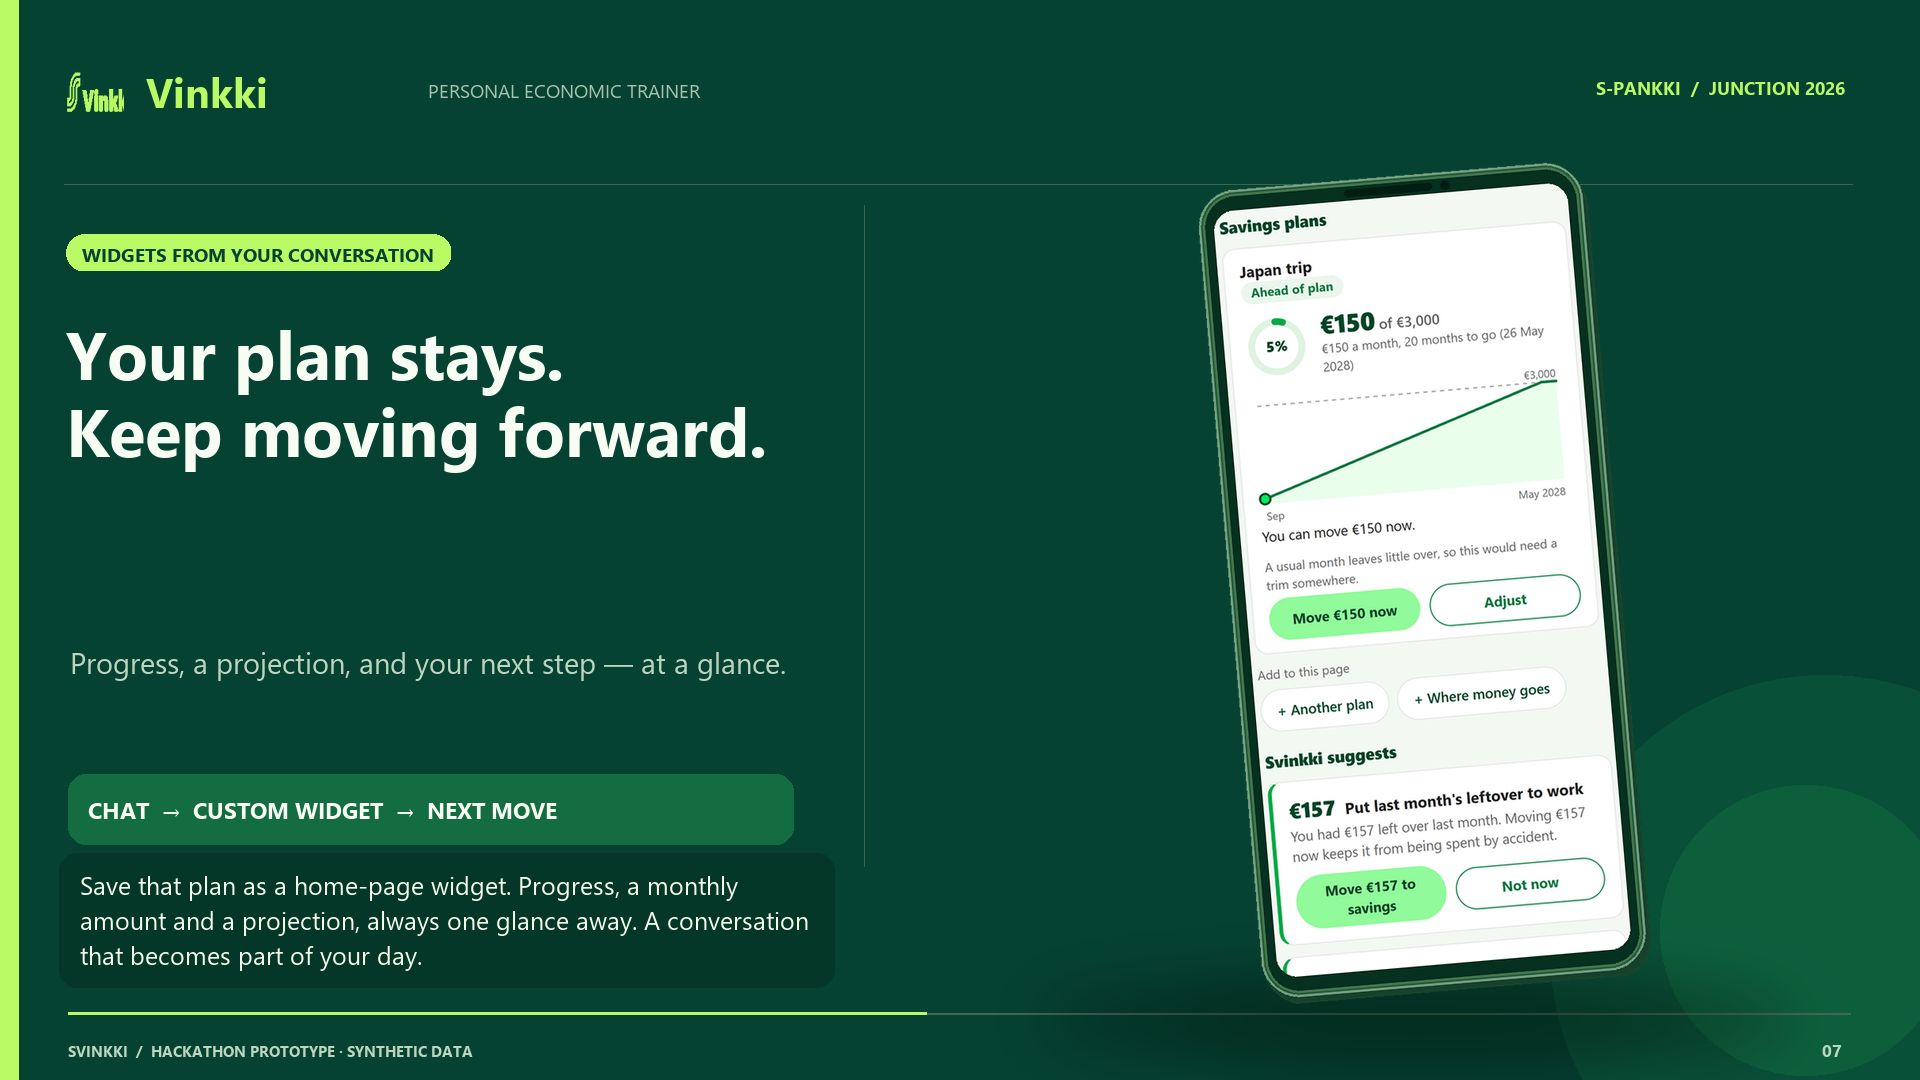 Vinkki
Vinkki
PERSONAL ECONOMIC TRAINER
S-PANKKI / JUNCTION 2026
WIDGETS FROM YOUR CONVERSATION
Your plan stays.
Keep moving forward.
Progress, a projection, and your next step — at a glance.
CHAT → CUSTOM WIDGET → NEXT MOVE
Save that plan as a home-page widget. Progress, a monthly
amount and a projection, always one glance away. A conversation
that becomes part of your day.
Savings plans
Japan trip
Ahead of plan
5%
€150 of €3,000
€150 a month, 20 months to go (26 May
2028)
€3,000
Sep
May 2028
You can move €150 now.
A usual month leaves little over, so this would need a
trim somewhere.
Move €150 now
Adjust
Add to this page
+ Another plan
+ Where money goes
Svinkki suggests
€157 Put last month's leftover to work
You had €157 left over last month. Moving €157
now keeps it from being spent by accident.
Move €157 to
savings
Not now
SVINKKI / HACKATHON PROTOTYPE · SYNTHETIC DATA
07